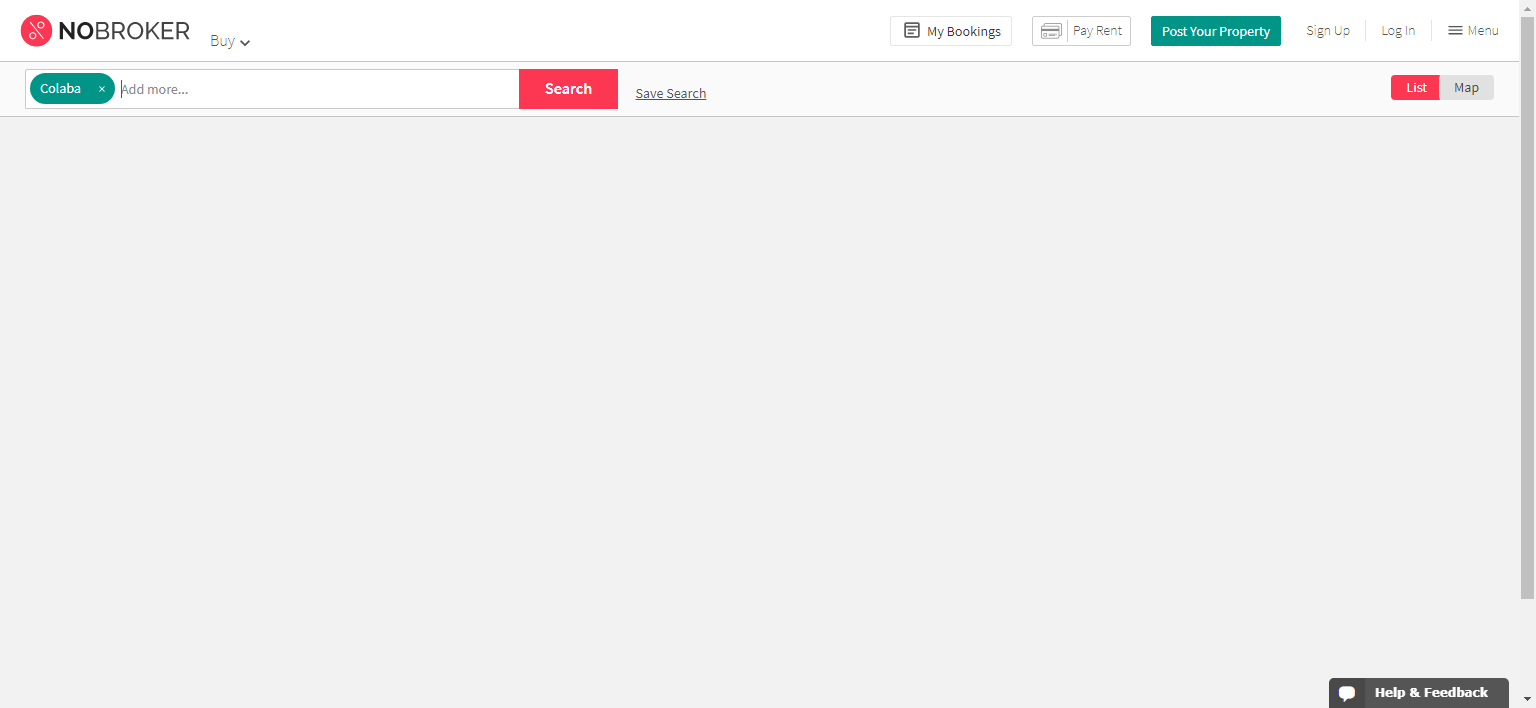 NOBROKER
Buy
My Bookings
Pay Rent
Post Your Property
Sign Up
Log In
Menu
Colaba ×
Add more...
Search
Save Search
List
Map
Help & Feedback